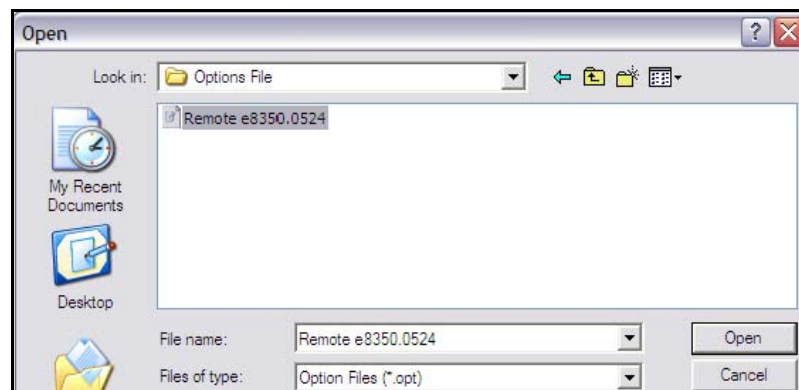 Open
Look in: Options File
Remote e8350.0524
My Recent
Documents
Desktop
File name: Remote e8350.0524 Open
Files of type: Option Files (*.opt) Cancel